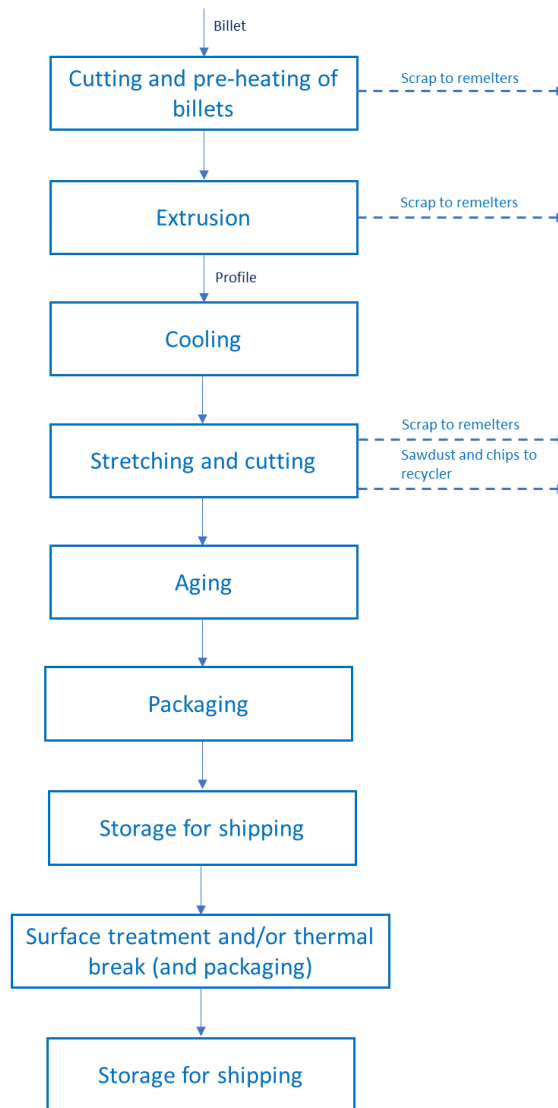 Billet
Cutting and pre-heating of
billets
Scrap to remelters
Extrusion
Scrap to remelters
Profile
Cooling
Stretching and cutting
Scrap to remelters
Sawdust and chips to
recycler
Aging
Packaging
Storage for shipping
Surface treatment and/or thermal
break (and packaging)
Storage for shipping